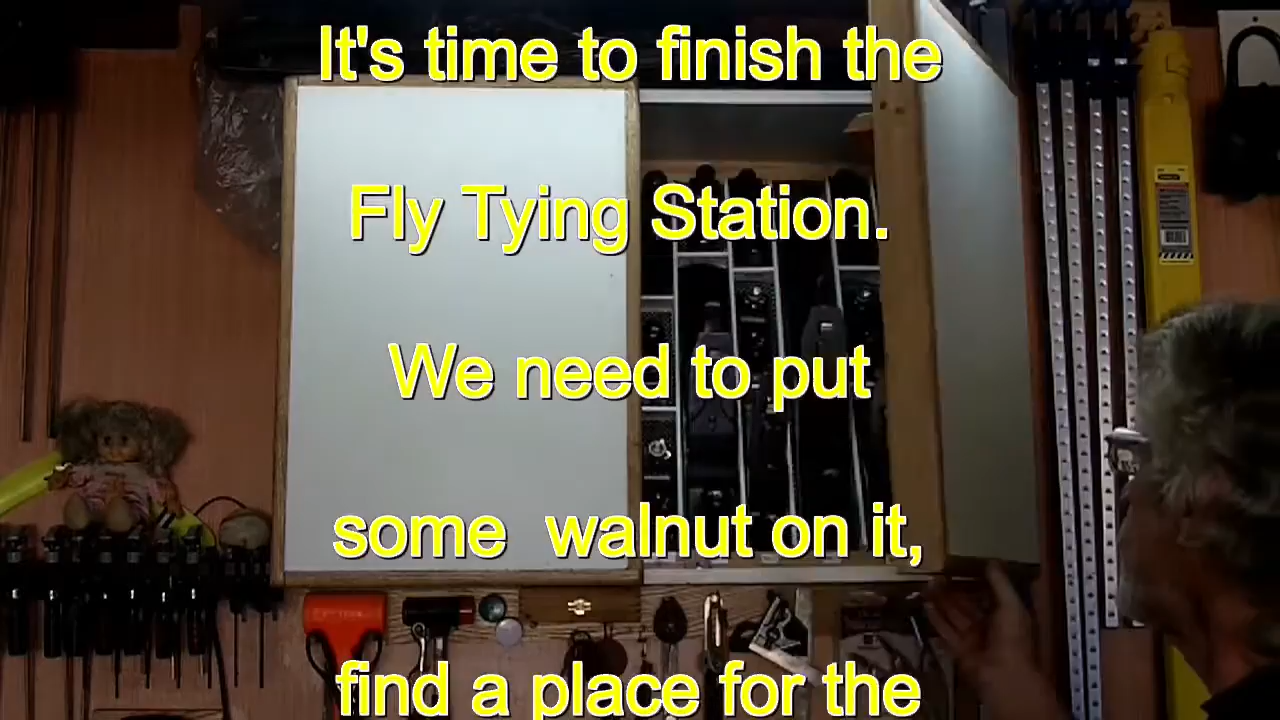 It's time to finish the
Fly Tying Station.
We need to put
some walnut on it,
find a place for the